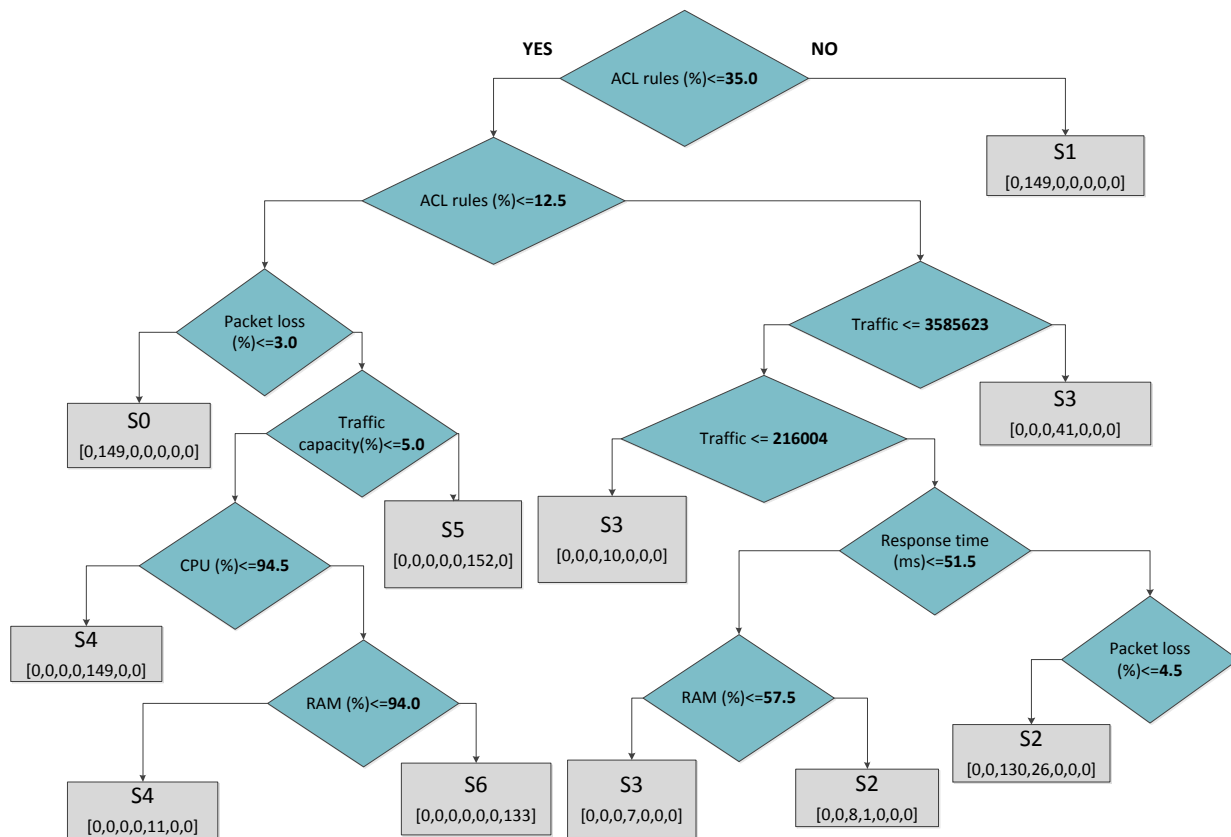 YES
NO
ACL rules (%)<=35.0
S1
[0,149,0,0,0,0,0]
ACL rules (%)<=12.5
Packet loss
(%)<=3.0
Traffic <= 3585623
S0
[0,149,0,0,0,0,0]
Traffic
capacity(%)<=5.0
Traffic <= 216004
S3
[0,0,0,41,0,0,0]
S5
[0,0,0,0,0,152,0]
S3
[0,0,0,10,0,0,0]
Response time
(ms)<=51.5
CPU (%)<=94.5
S4
[0,0,0,0,149,0,0]
Packet loss
(%)<=4.5
RAM (%)<=94.0
RAM (%)<=57.5
S2
[0,0,130,26,0,0,0]
S4
[0,0,0,0,11,0,0]
S6
[0,0,0,0,0,0,133]
S3
[0,0,0,7,0,0,0]
S2
[0,0,8,1,0,0,0]